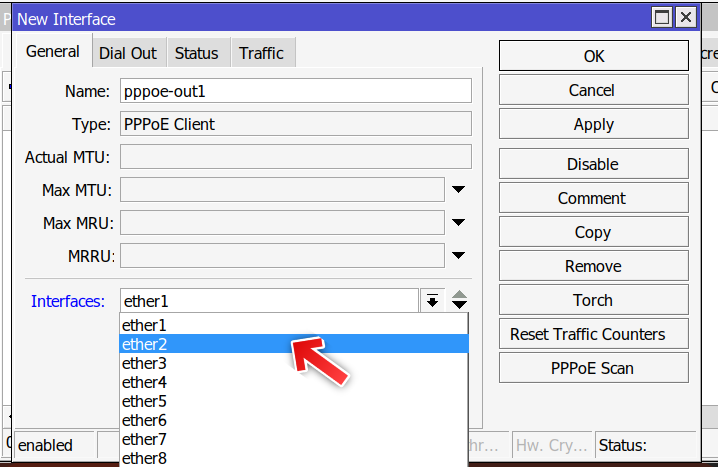 New Interface
General Dial Out Status Traffic
Name: pppoe-out1
Type: PPPoE Client
Actual MTU:
Max MTU:
Max MRU:
MRRU:
Interfaces: ether1
ether1
ether2
ether3
ether4
ether5
ether6
ether7
ether8
OK
Cancel
Apply
Disable
Comment
Copy
Remove
Torch
Reset Traffic Counters
PPPoE Scan
enabled Hw. Cry... Status: